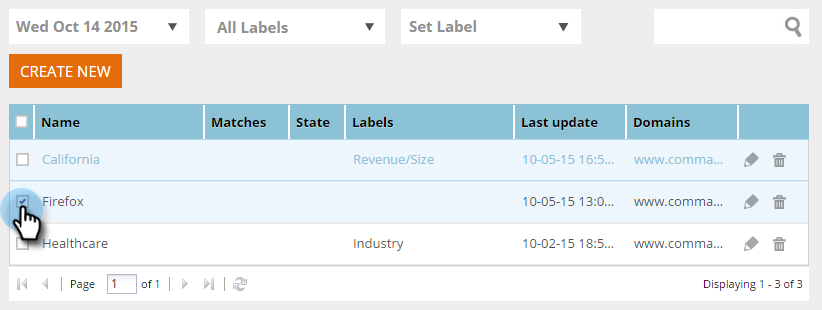 Wed Oct 14 2015 All Labels Set Label
CREATE NEW
Name Matches State Labels Last update Domains
California Revenue/Size 10-05-15 16:5... www.comma...
Firefox 10-05-15 13:0... www.comma...
Healthcare Industry 10-02-15 18:5... www.comma...
Page 1 of 1 Displaying 1 - 3 of 3